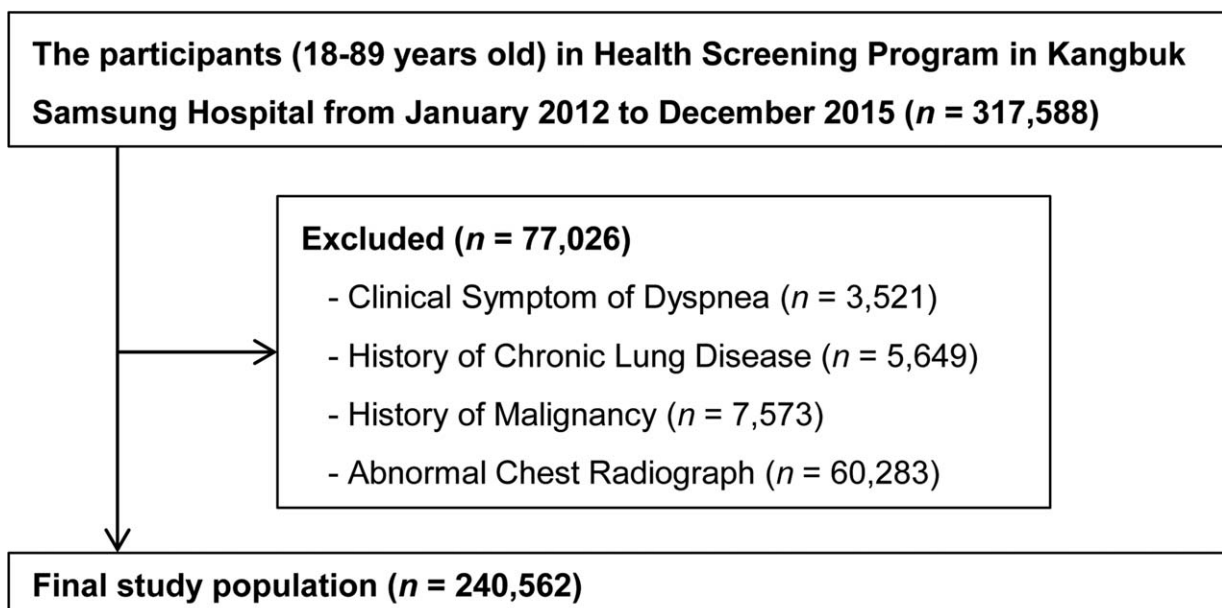 The participants (18-89 years old) in Health Screening Program in Kangbuk
Samsung Hospital from January 2012 to December 2015 (n = 317,588)
Excluded (n = 77,026)
- Clinical Symptom of Dyspnea (n = 3,521)
- History of Chronic Lung Disease (n = 5,649)
- History of Malignancy (n = 7,573)
- Abnormal Chest Radiograph (n = 60,283)
Final study population (n = 240,562)